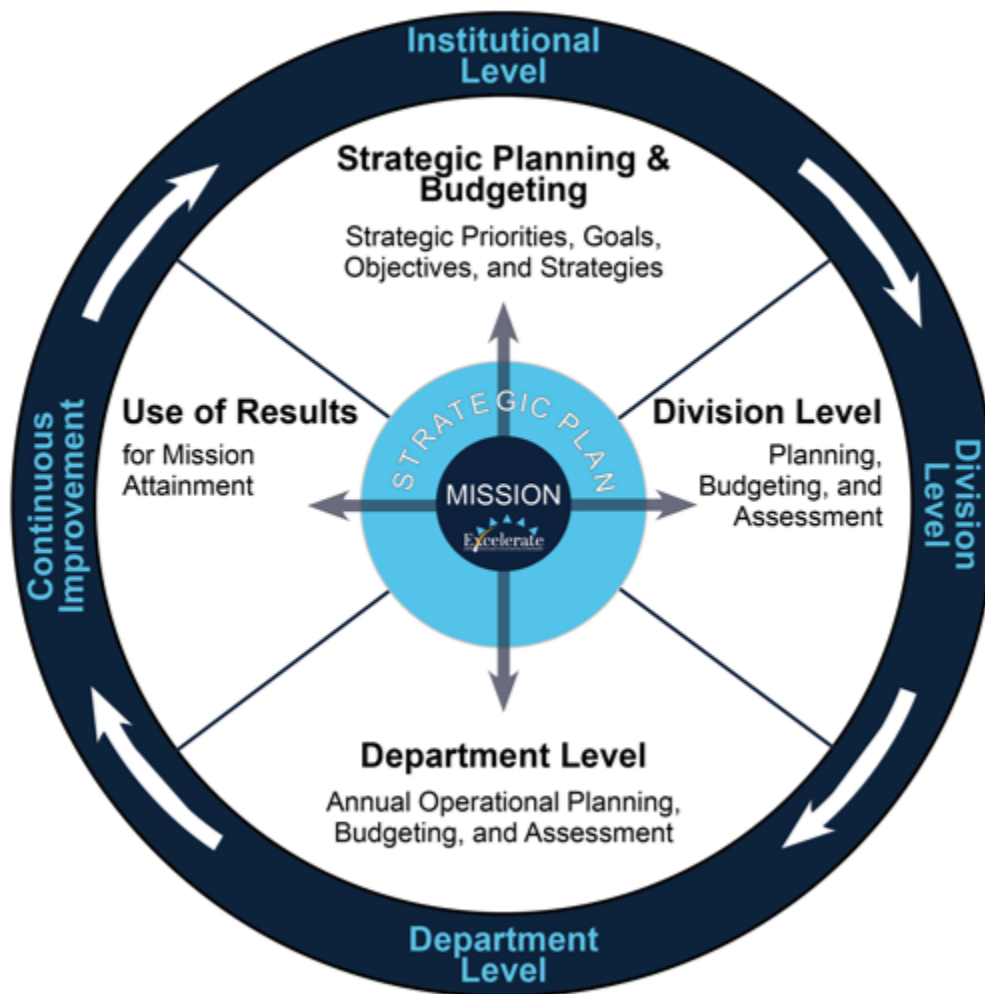 Institutional
Level
Strategic Planning &
Budgeting
Strategic Priorities, Goals,
Objectives, and Strategies
Continuous
Improvement
Use of Results
for Mission
Attainment
STRATEGIC PLAN
MISSION
Excelerate
Division Level
Planning,
Budgeting, and
Assessment
Division
Level
Department Level
Annual Operational Planning,
Budgeting, and Assessment
Department
Level